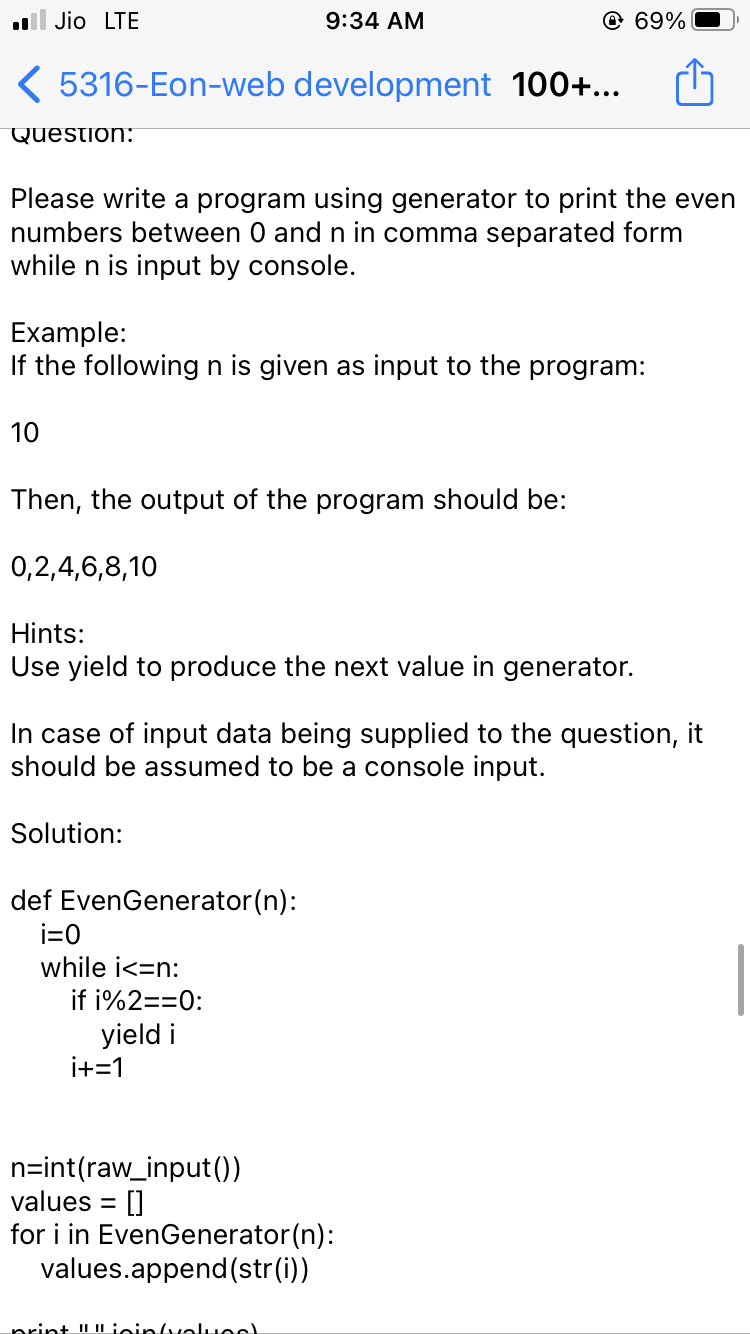 Jio LTE
9:34 AM
69%
5316-Eon-web development 100+...
Question:
Please write a program using generator to print the even
numbers between 0 and n in comma separated form
while n is input by console.
Example:
If the following n is given as input to the program:
10
Then, the output of the program should be:
0,2,4,6,8,10
Hints:
Use yield to produce the next value in generator.
In case of input data being supplied to the question, it
should be assumed to be a console input.
Solution:
def EvenGenerator(n):
i=0
while i<=n:
if i%2==0:
yield i
i+=1
n=int(raw_input())
values = []
for i in EvenGenerator(n):
values.append(str(i))
print